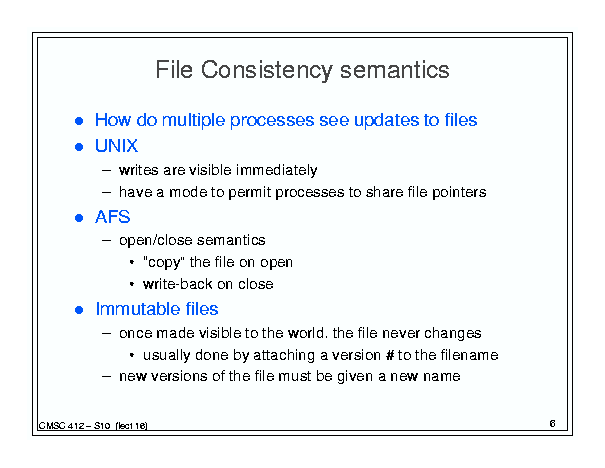 File Consistency semantics
● How do multiple processes see updates to files
● UNIX
– writes are visible immediately
– have a mode to permit processes to share file pointers
● AFS
– open/close semantics
• "copy" the file on open
• write-back on close
● Immutable files
– once made visible to the world. the file never changes
• usually done by attaching a version # to the filename
– new versions of the file must be given a new name
CMSC 412 – S10 (lect 16)
6